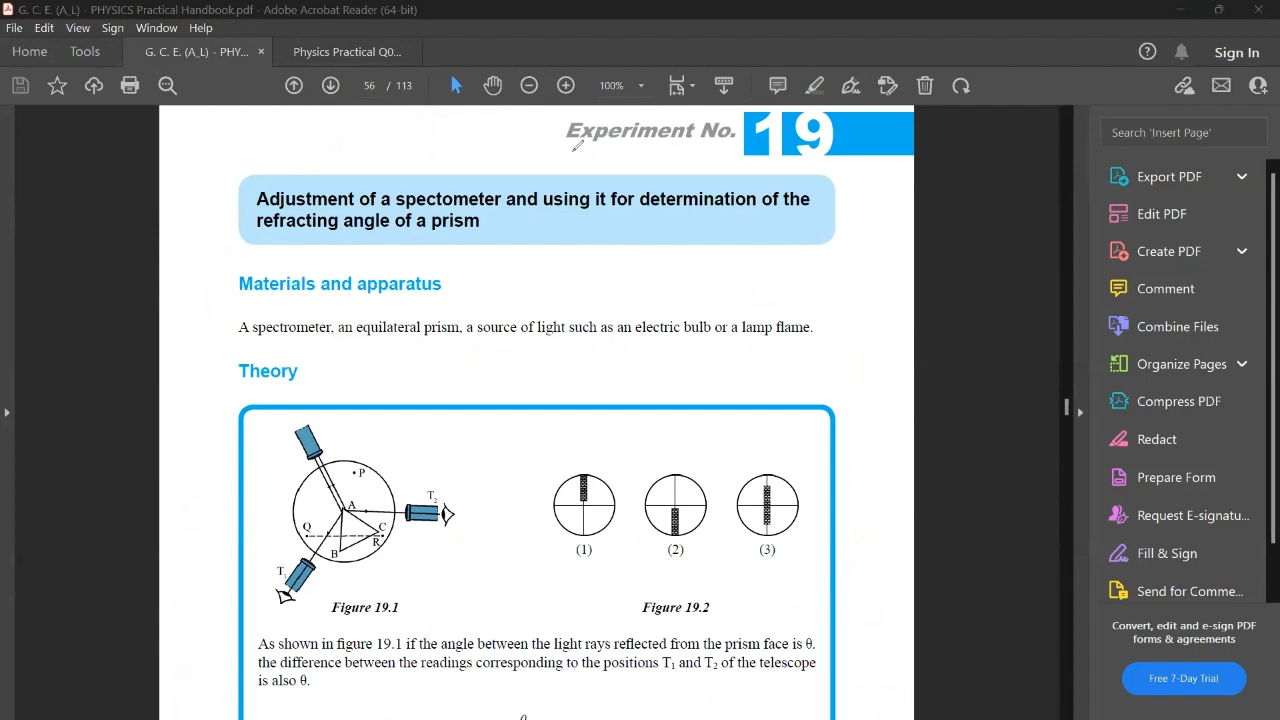 G. C. E. (A_L) - PHYSICS Practical Handbook.pdf - Adobe Acrobat Reader (64-bit)
File Edit View Sign Window Help
Home Tools G. C. E. (A_L) - PHY... × Physics Practical Q0... Sign In
56 / 113 100%
Experiment No. 19
Adjustment of a spectometer and using it for determination of the
refracting angle of a prism
Materials and apparatus
A spectrometer, an equilateral prism, a source of light such as an electric bulb or a lamp flame.
Theory
P
A
T2
Q
C
R
B
T1
(1) (2) (3)
Figure 19.1 Figure 19.2
As shown in figure 19.1 if the angle between the light rays reflected from the prism face is θ.
the difference between the readings corresponding to the positions T1 and T2 of the telescope
is also θ.
θ
Search 'Insert Page'
Export PDF
Edit PDF
Create PDF
Comment
Combine Files
Organize Pages
Compress PDF
Redact
Prepare Form
Request E-signatu...
Fill & Sign
Send for Comme...
Convert, edit and e-sign PDF
forms & agreements
Free 7-Day Trial